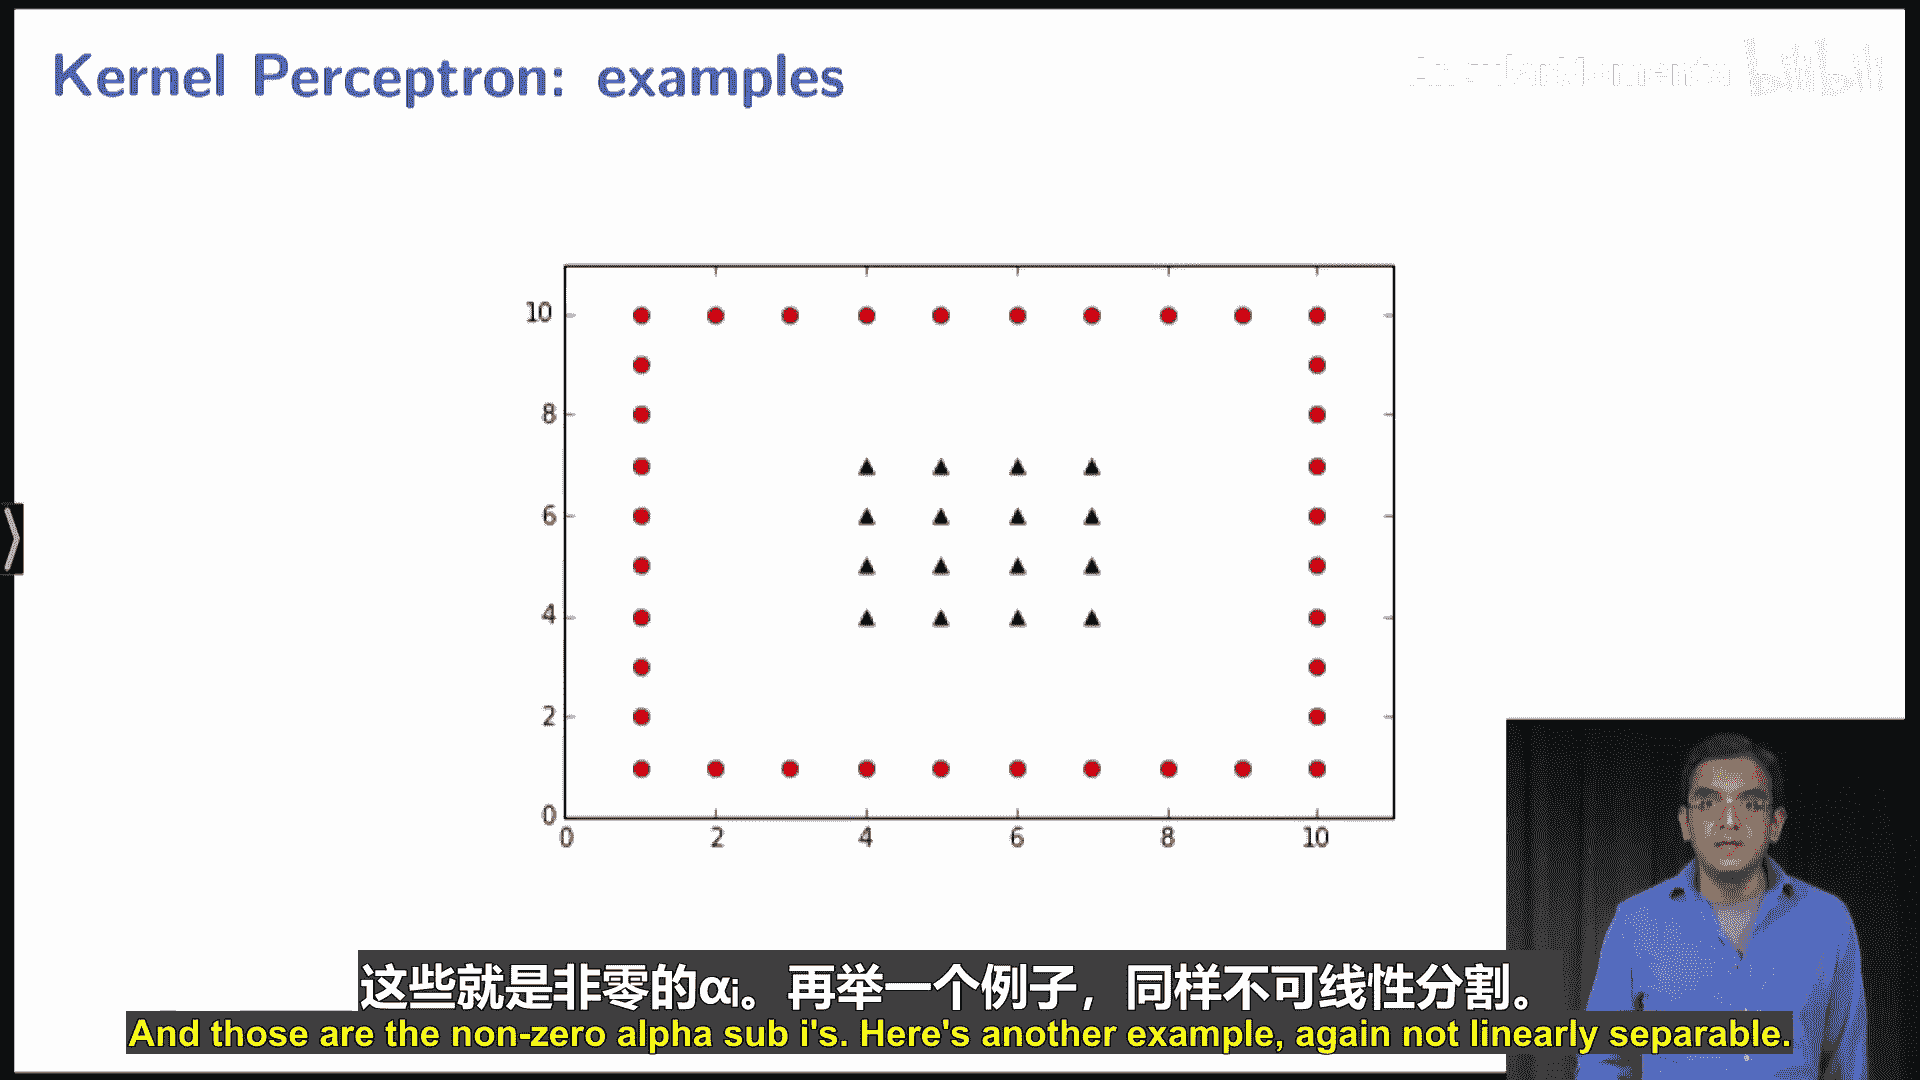 Kernel Perceptron: examples
bilibili
10
8
6
4
2
0
0 2 4 6 8 10
这些就是非零的αi。再举一个例子，同样不可线性分割。
And those are the non-zero alpha sub i's. Here's another example, again not linearly separable.